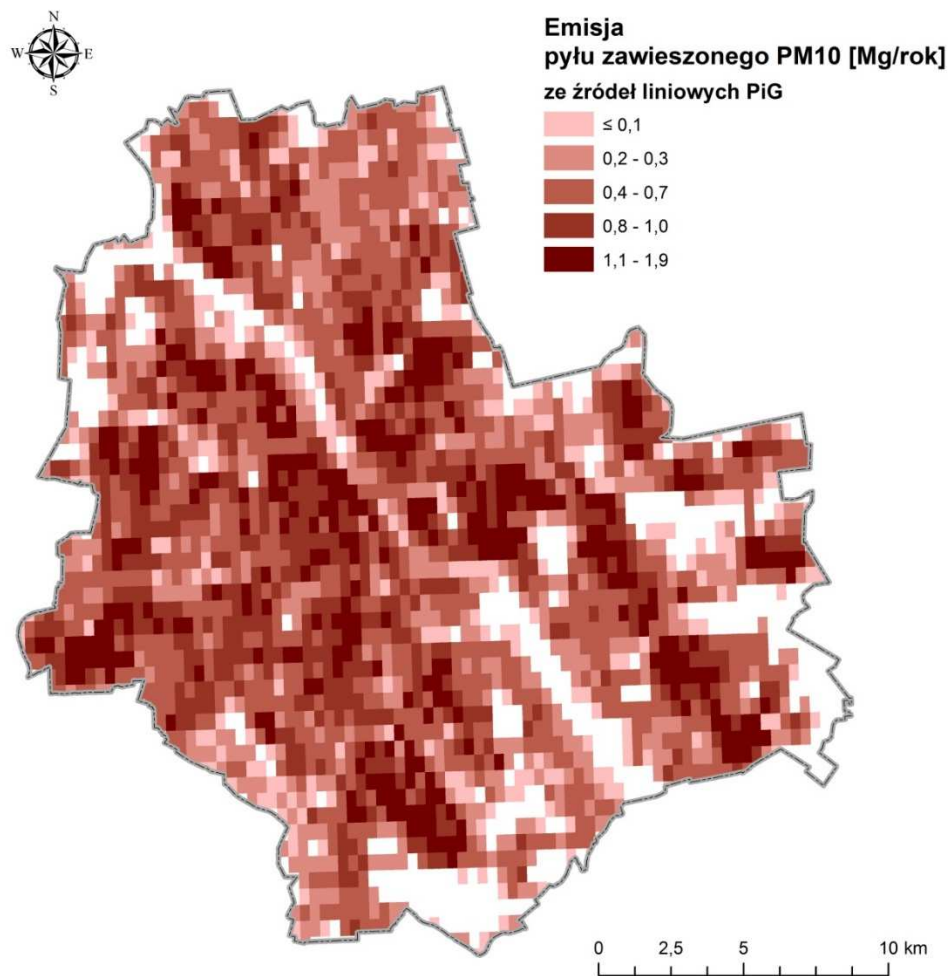 N
W E
S
Emisja
pyłu zawieszonego PM10 [Mg/rok]
ze źródeł liniowych PiG
≤ 0,1
0,2 - 0,3
0,4 - 0,7
0,8 - 1,0
1,1 - 1,9
0 2,5 5 10 km